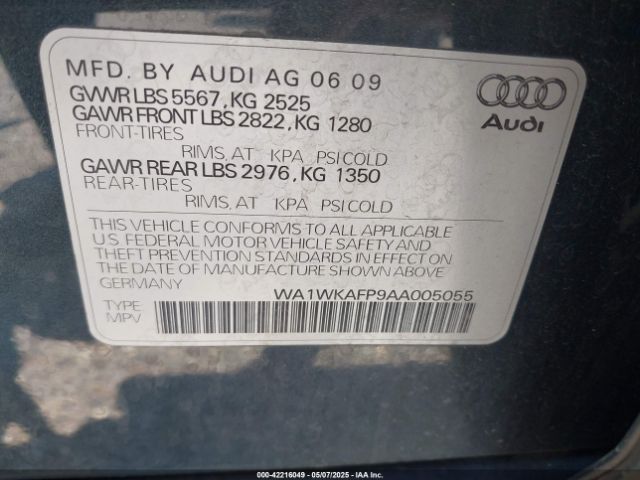 MFD. BY AUDI AG 06 09
GVWR LBS 5567, KG 2525
GAWR FRONT LBS 2822, KG 1280
FRONT-TIRES
RIMS, AT KPA PSI COLD
GAWR REAR LBS 2976, KG 1350
REAR-TIRES
RIMS, AT KPA PSI COLD
THIS VEHICLE CONFORMS TO ALL APPLICABLE
U.S. FEDERAL MOTOR VEHICLE SAFETY AND
THEFT PREVENTION STANDARDS IN EFFECT ON
THE DATE OF MANUFACTURE SHOWN ABOVE
GERMANY
WA1WKAFP9AA005055
TYPE
MPV
Audi
000-42216049 - 05/07/2025 - IAA Inc.